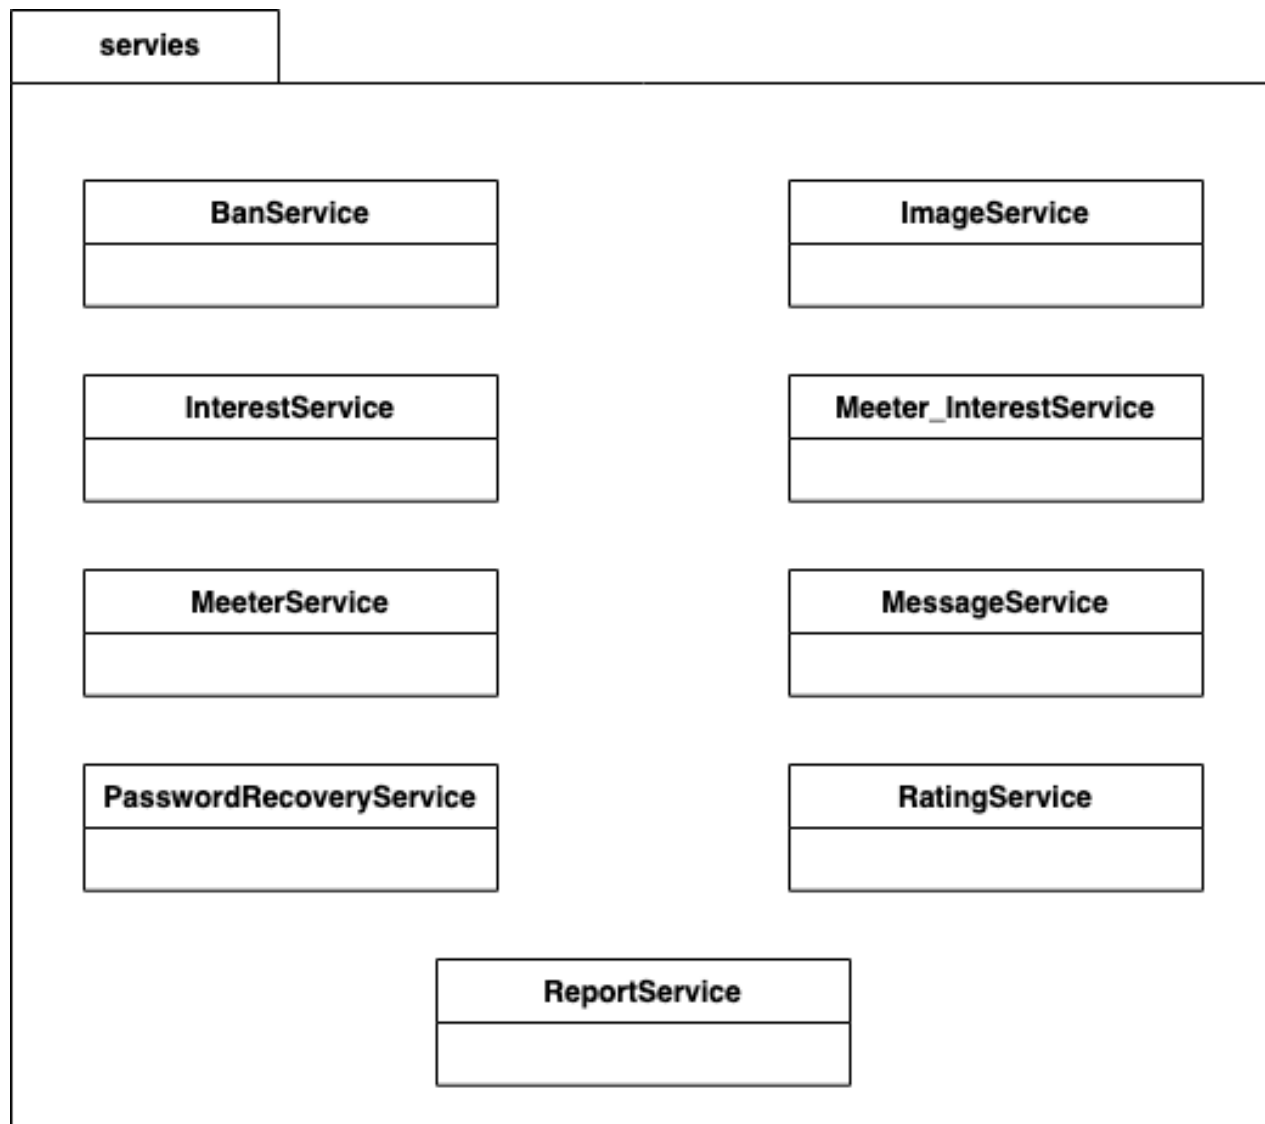 servies
BanService
ImageService
InterestService
Meeter_InterestService
MeeterService
MessageService
PasswordRecoveryService
RatingService
ReportService